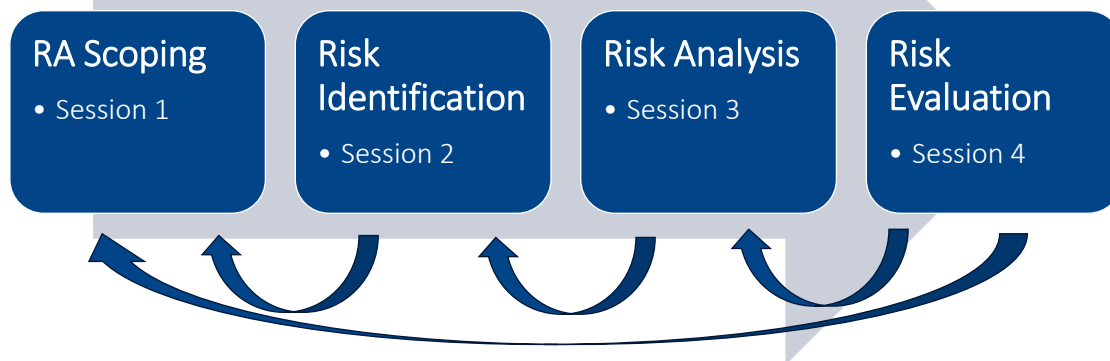 RA Scoping
• Session 1
Risk
Identification
• Session 2
Risk Analysis
• Session 3
Risk
Evaluation
• Session 4